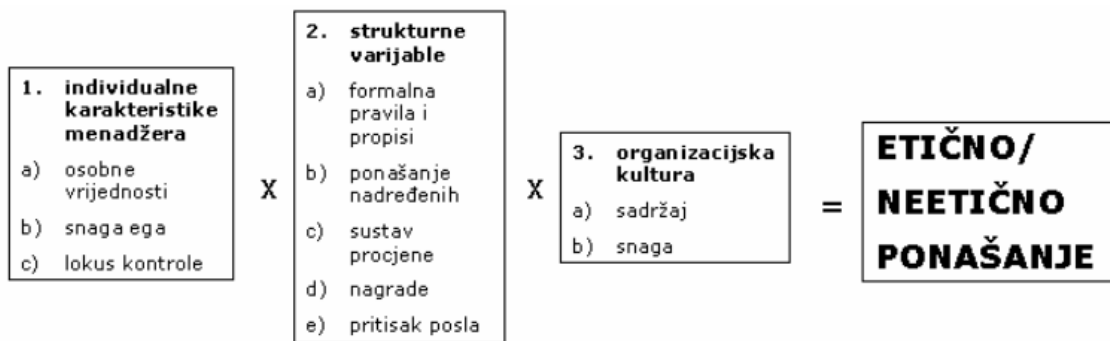 1. individualne
karakteristike
menadžera
a) osobne
vrijednosti
b) snaga ega
c) lokus kontrole
X
2. strukturne
varijable
a) formalna
pravila i
propisi
b) ponašanje
nadređenih
c) sustav
procjene
d) nagrade
e) pritisak posla
X
3. organizacijska
kultura
a) sadržaj
b) snaga
=
ETIČNO/
NEETIČNO
PONAŠANJE